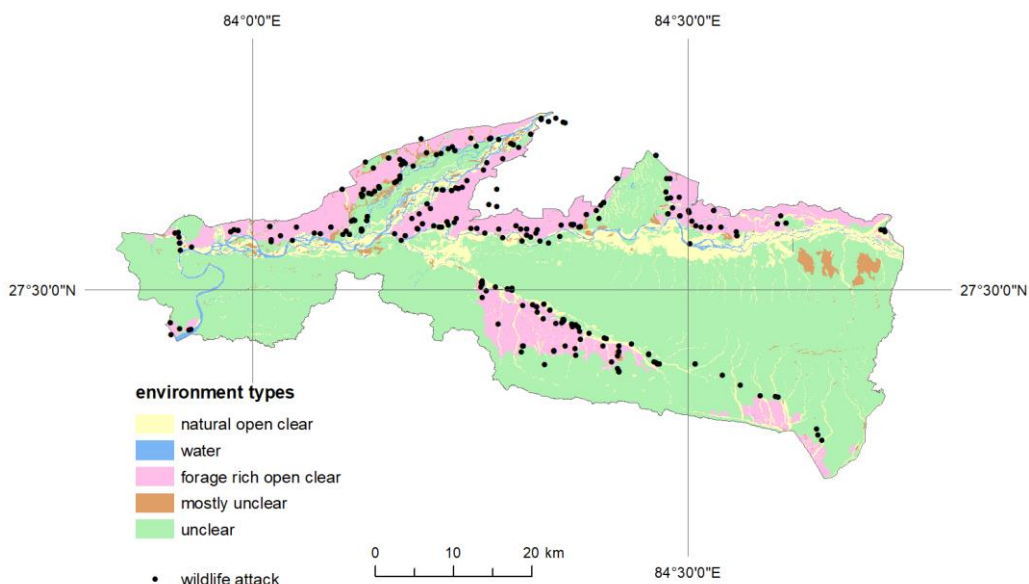 84°0'0"E 84°30'0"E
27°30'0"N 27°30'0"N
environment types
natural open clear
water
forage rich open clear
mostly unclear
unclear
wildlife attack
0 10 20 km
84°30'0"E